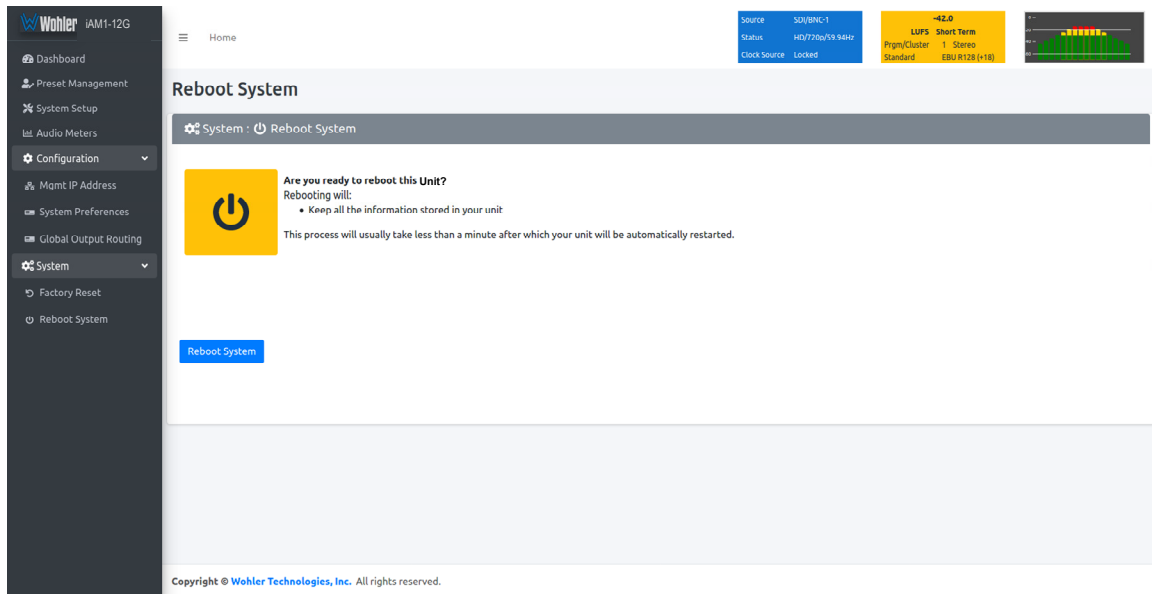 Wohler iAM1-12G
Dashboard
Preset Management
System Setup
Audio Meters
Configuration
Mgmt IP Address
System Preferences
Global Output Routing
System
Factory Reset
Reboot System
Home
Source SDI/BNC-1
Status HD/720p/59.94Hz
Clock Source Locked
-42.0
LUFS Short Term
Prgm/Cluster 1 Stereo
Standard EBU R128 (+18)
Reboot System
System : Reboot System
Are you ready to reboot this Unit?
Rebooting will:
• Keep all the information stored in your unit
This process will usually take less than a minute after which your unit will be automatically restarted.
Reboot System
Copyright © Wohler Technologies, Inc. All rights reserved.